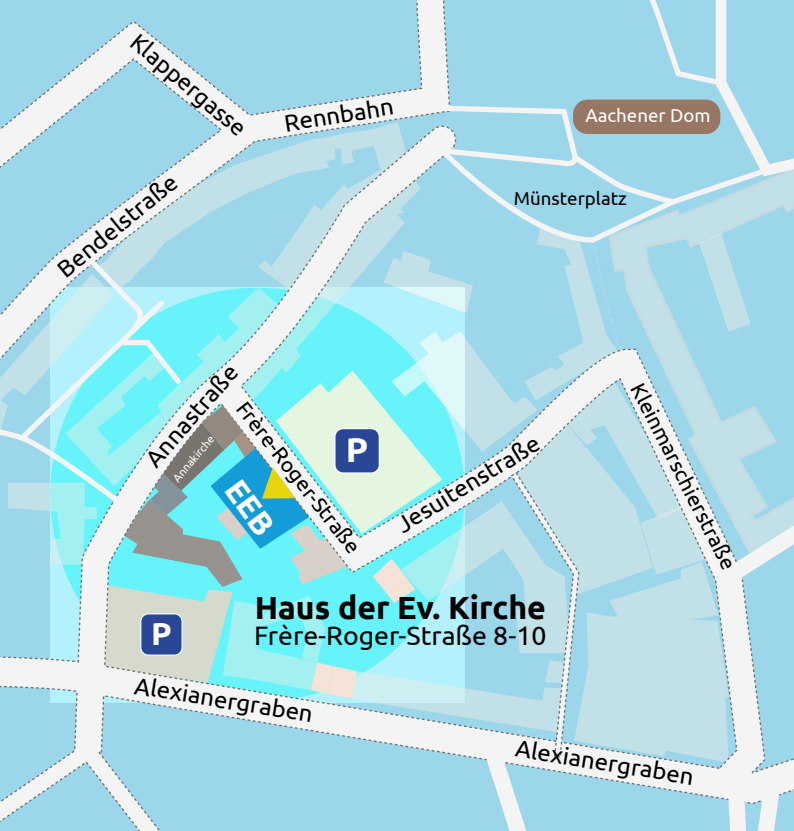 Klappergasse
Rennbahn
Aachener Dom
Bendelstraße
Münsterplatz
Annastraße
Annakirche
Frère-Roger-Straße
P
EEB
Jesuitenstraße
Kleinmarschierstraße
Haus der Ev. Kirche
Frère-Roger-Straße 8-10
P
Alexianergraben
Alexianergraben